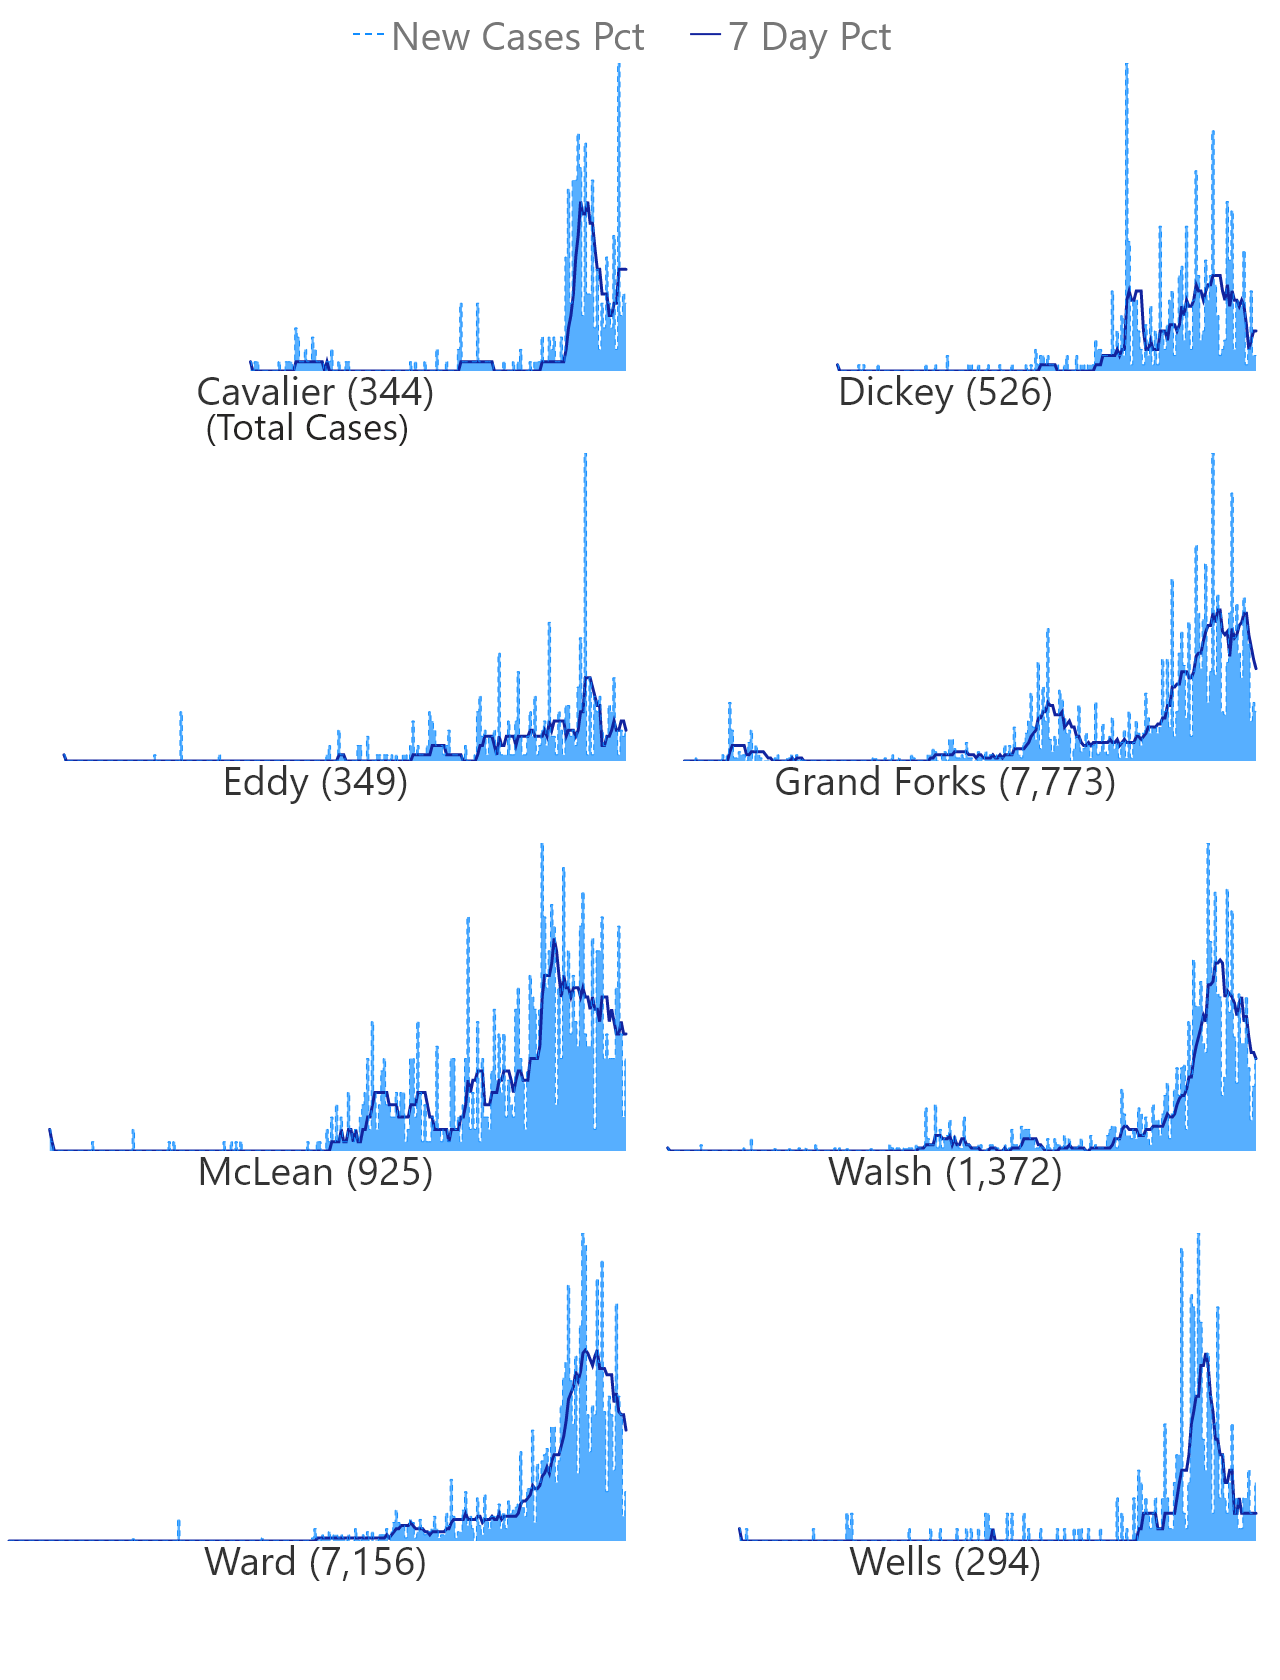 New Cases Pct 7 Day Pct
Cavalier (344) Dickey (526)
(Total Cases)
Eddy (349) Grand Forks (7,773)
McLean (925) Walsh (1,372)
Ward (7,156) Wells (294)